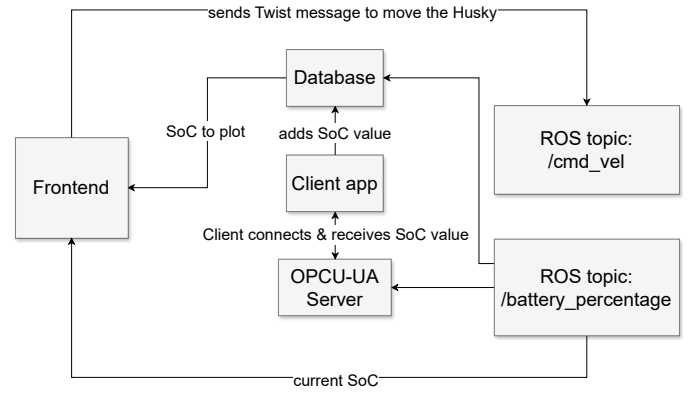 sends Twist message to move the Husky
Database
SoC to plot
adds SoC value
ROS topic:
/cmd_vel
Frontend
Client app
Client connects & receives SoC value
OPCU-UA
Server
ROS topic:
/battery_percentage
current SoC